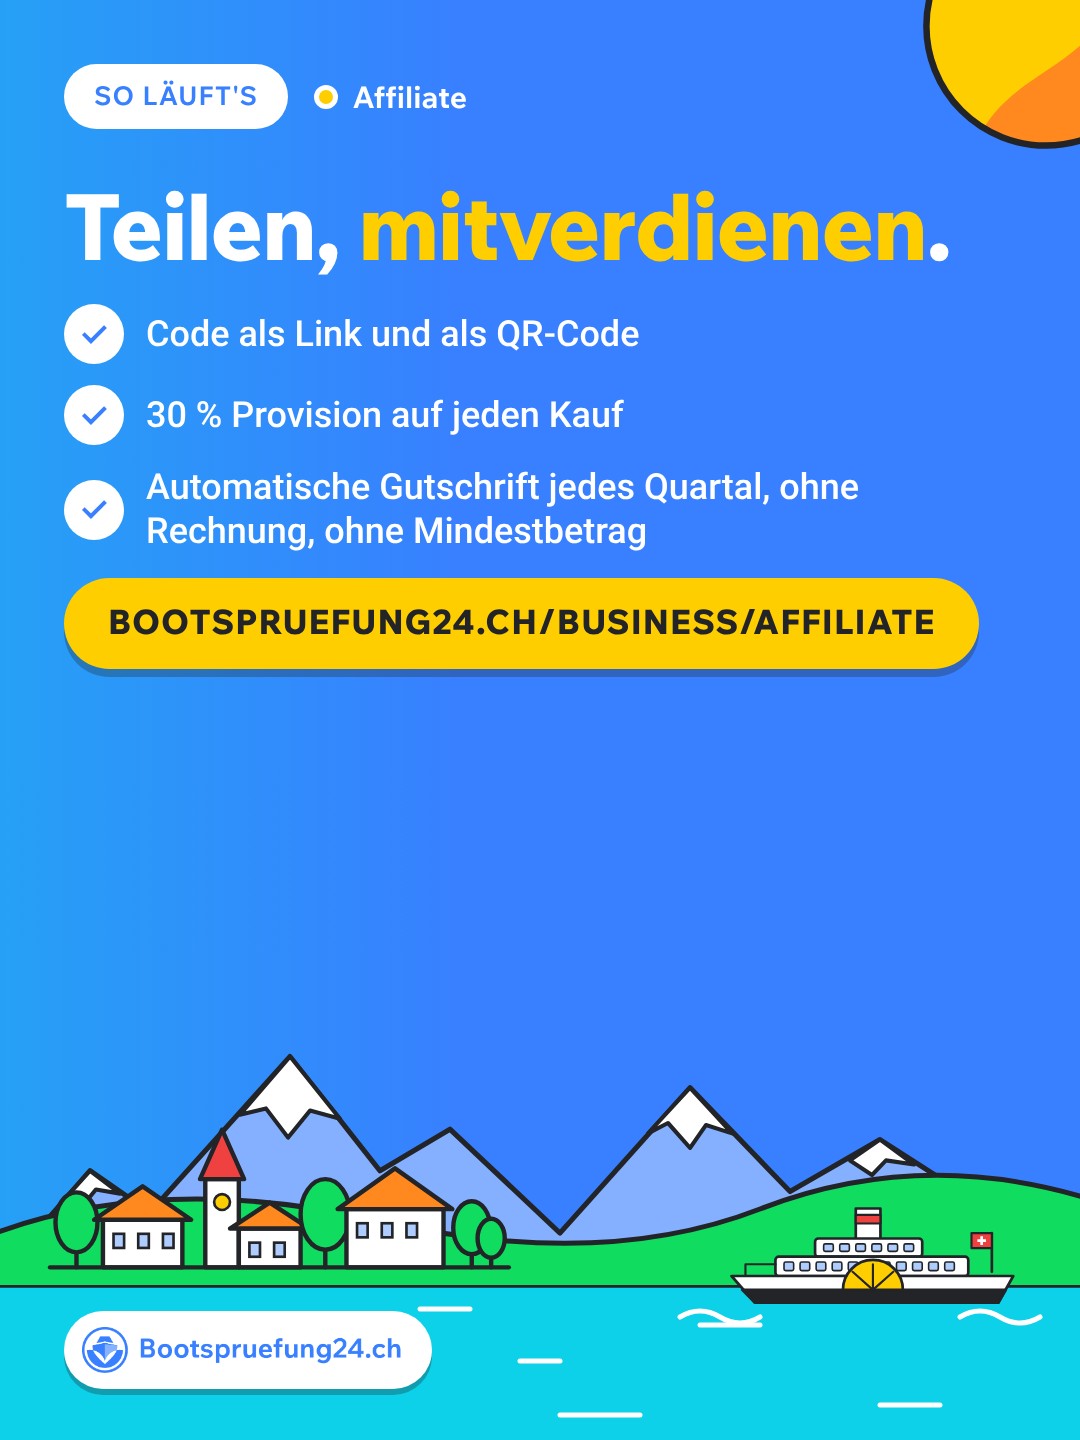 SO LÄUFT'S
Affiliate
Teilen, mitverdienen.
Code als Link und als QR-Code
30 % Provision auf jeden Kauf
Automatische Gutschrift jedes Quartal, ohne
Rechnung, ohne Mindestbetrag
BOOTSPRUEFUNG24.CH/BUSINESS/AFFILIATE
Bootspruefung24.ch